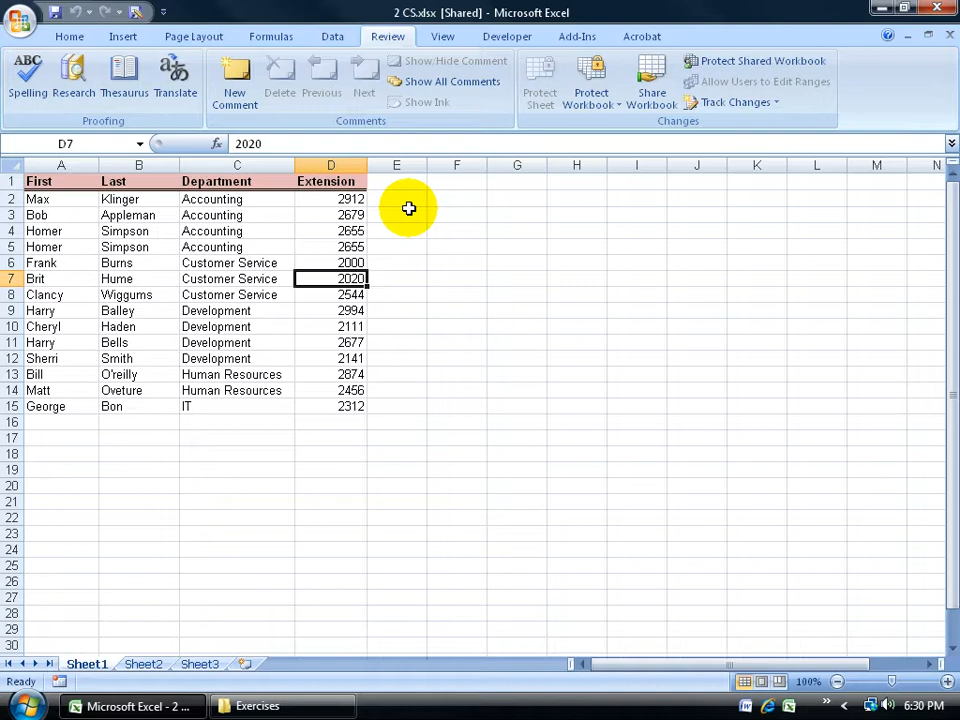 2 CS.xlsx [Shared] - Microsoft Excel
Home Insert Page Layout Formulas Data Review View Developer Add-Ins Acrobat
ABC
Spelling Research Thesaurus Translate
Proofing
New Comment Delete Previous Next
Show/Hide Comment
Show All Comments
Show Ink
Comments
Protect Sheet Protect Workbook Share Workbook
Protect Shared Workbook
Allow Users to Edit Ranges
Track Changes
Changes
D7 fx 2020
A B C D E F G H I J K L M N
1 First Last Department Extension
2 Max Klinger Accounting 2912
3 Bob Appleman Accounting 2679
4 Homer Simpson Accounting 2655
5 Homer Simpson Accounting 2655
6 Frank Burns Customer Service 2000
7 Brit Hume Customer Service 2020
8 Clancy Wiggums Customer Service 2544
9 Harry Balley Development 2994
10 Cheryl Haden Development 2111
11 Harry Bells Development 2677
12 Sherri Smith Development 2141
13 Bill O'reilly Human Resources 2874
14 Matt Oveture Human Resources 2456
15 George Bon IT 2312
16
17
18
19
20
21
22
23
24
25
26
27
28
29
30
Sheet1 Sheet2 Sheet3
Ready 100%
Microsoft Excel - 2 ... Exercises 6:30 PM